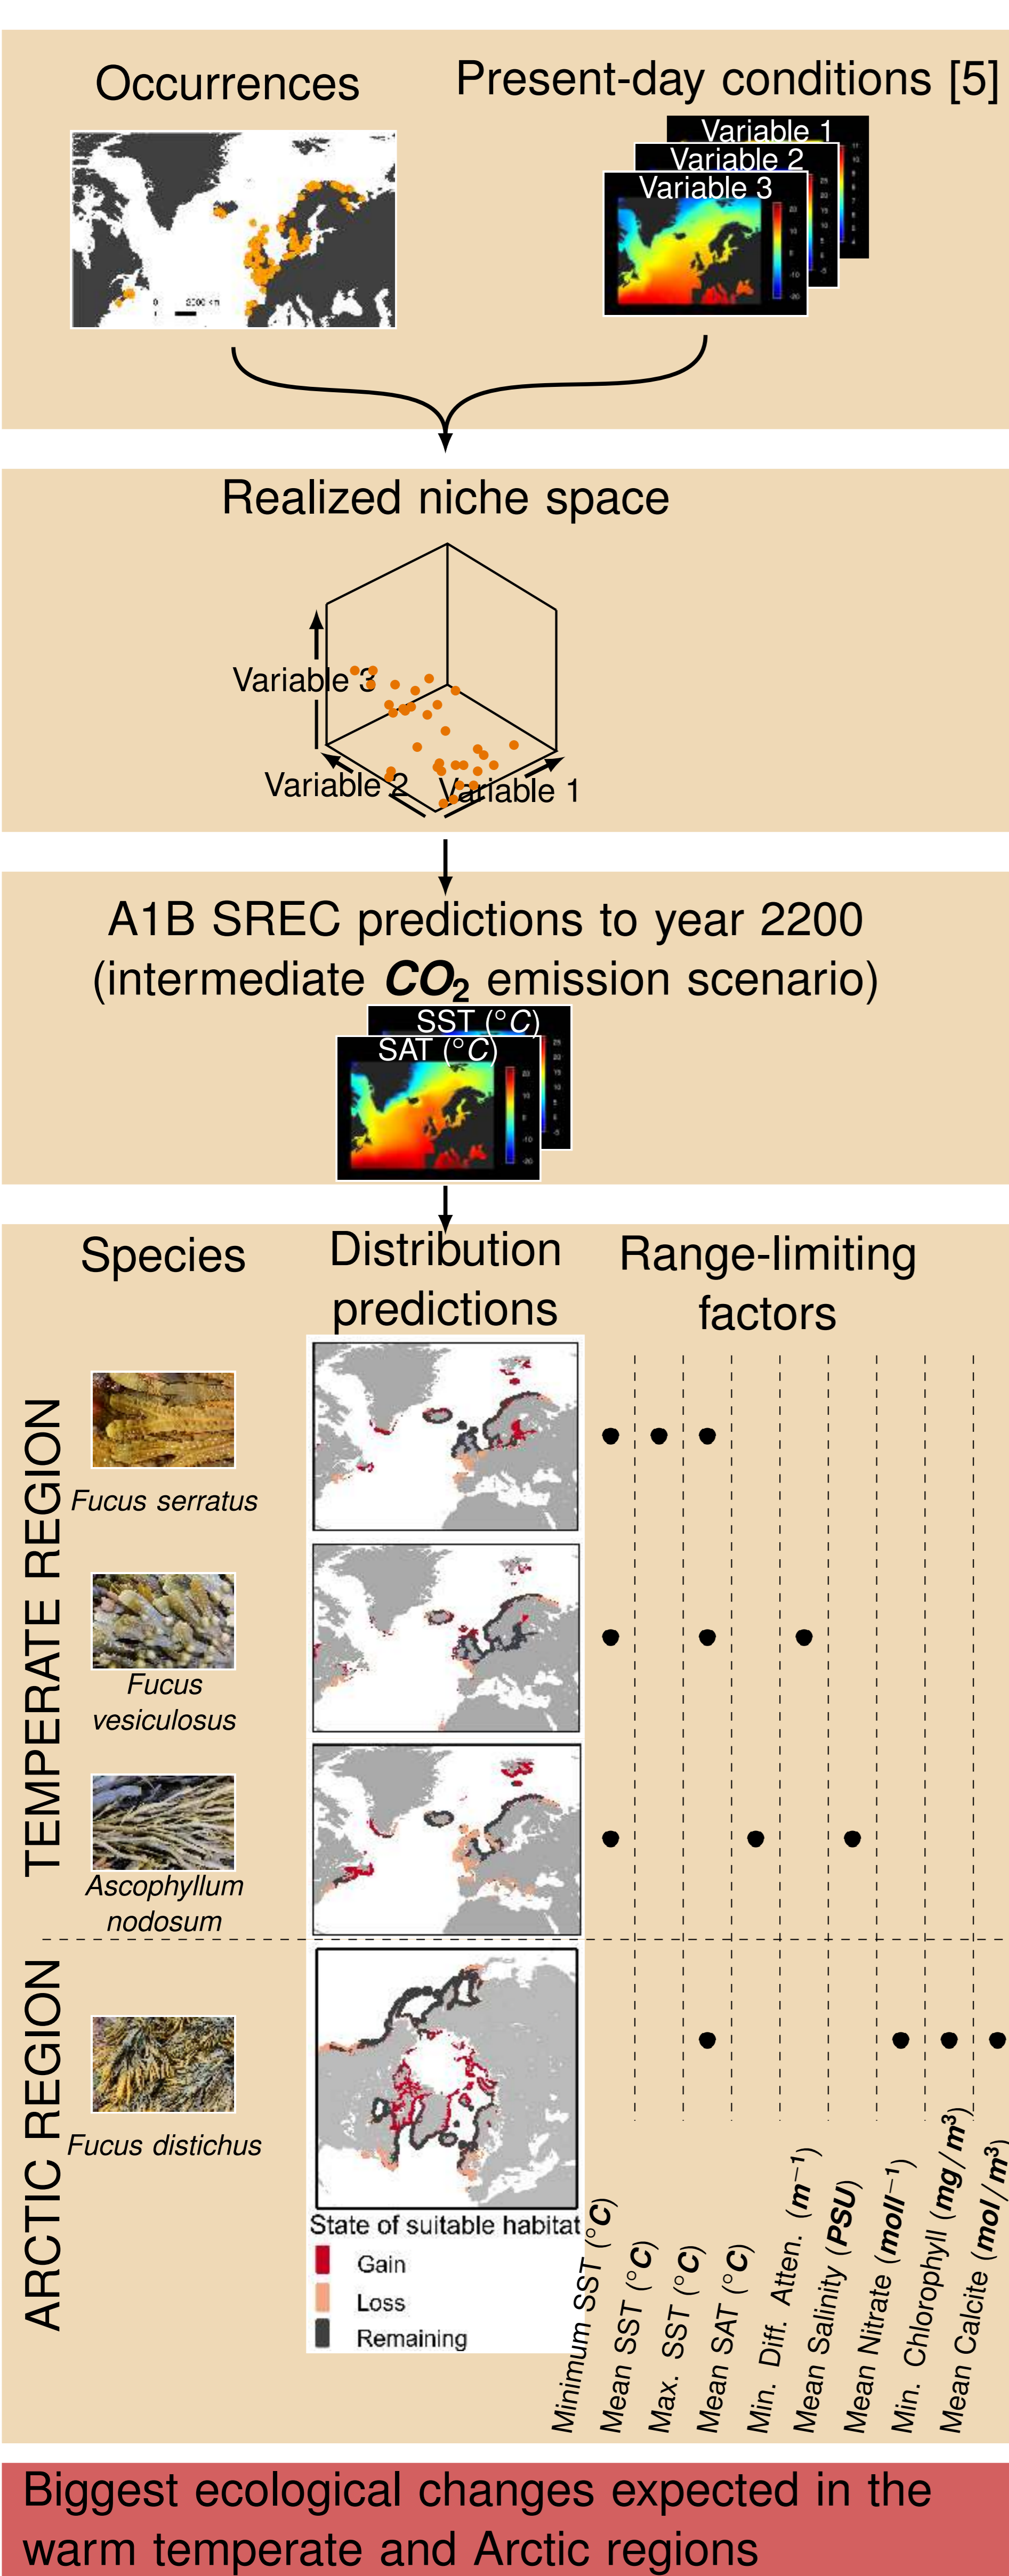 Occurrences
Present-day conditions [5]
Variable 1
Variable 2
Variable 3
0 2000 km
Realized niche space
Variable 3
Variable 2
Variable 1
A1B SREC predictions to year 2200
(intermediate CO₂ emission scenario)
SST (°C)
SAT (°C)
Species
Distribution
predictions
Range-limiting
factors
TEMPERATE REGION
Fucus serratus
Fucus
vesiculosus
Ascophyllum
nodosum
ARCTIC REGION
Fucus distichus
State of suitable habitat
Gain
Loss
Remaining
Minimum SST (°C)
Mean SST (°C)
Max. SST (°C)
Mean SAT (°C)
Min. Diff. Atten. (m⁻¹)
Mean Salinity (PSU)
Mean Nitrate (moll⁻¹)
Min. Chlorophyll (mg/m³)
Mean Calcite (mol/m³)
Biggest ecological changes expected in the
warm temperate and Arctic regions